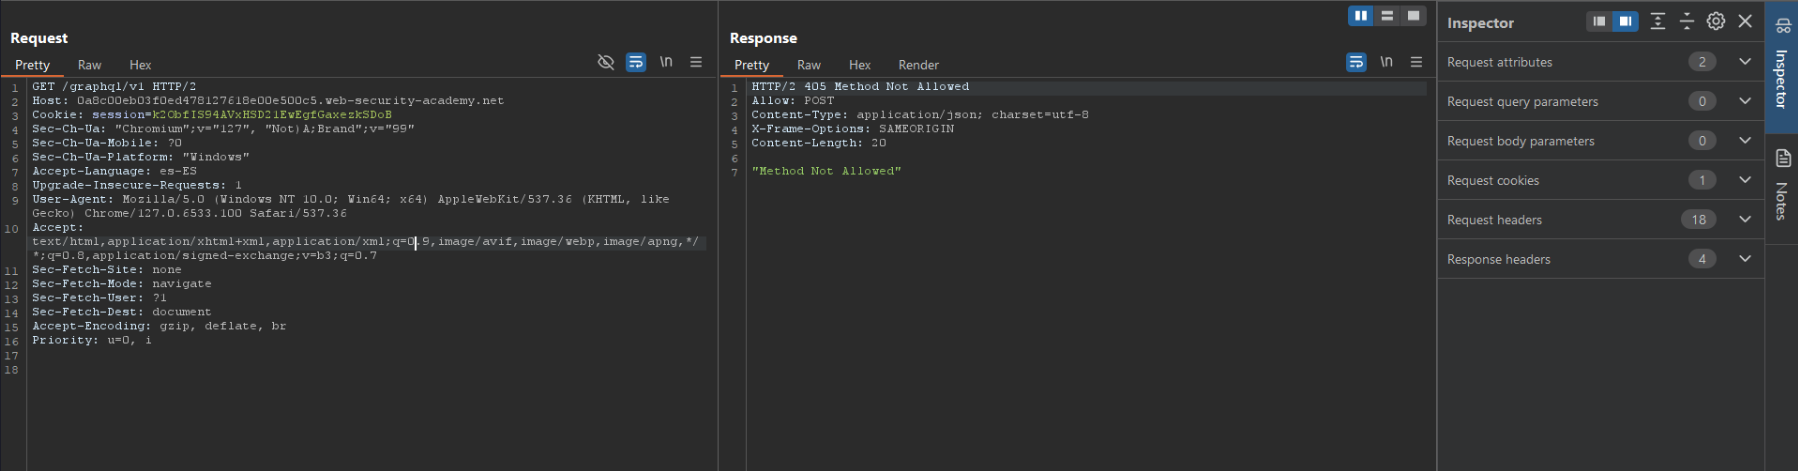 Request
Pretty Raw Hex \n
1 GET /graphql/v1 HTTP/2
2 Host: 0a8c00eb03f0ed478127618e00e500c5.web-security-academy.net
3 Cookie: session=k2ObfIS94AVxHSD21EwEgfGaxezkSDoB
4 Sec-Ch-Ua: "Chromium";v="127", "Not)A;Brand";v="99"
5 Sec-Ch-Ua-Mobile: ?0
6 Sec-Ch-Ua-Platform: "Windows"
7 Accept-Language: es-ES
8 Upgrade-Insecure-Requests: 1
9 User-Agent: Mozilla/5.0 (Windows NT 10.0; Win64; x64) AppleWebKit/537.36 (KHTML, like
Gecko) Chrome/127.0.6533.100 Safari/537.36
10 Accept:
text/html,application/xhtml+xml,application/xml;q=0.9,image/avif,image/webp,image/apng,*/
*;q=0.8,application/signed-exchange;v=b3;q=0.7
11 Sec-Fetch-Site: none
12 Sec-Fetch-Mode: navigate
13 Sec-Fetch-User: ?1
14 Sec-Fetch-Dest: document
15 Accept-Encoding: gzip, deflate, br
16 Priority: u=0, i
17
18
Response
Pretty Raw Hex Render \n
1 HTTP/2 405 Method Not Allowed
2 Allow: POST
3 Content-Type: application/json; charset=utf-8
4 X-Frame-Options: SAMEORIGIN
5 Content-Length: 20
6
7 "Method Not Allowed"
Inspector
Request attributes 2
Request query parameters 0
Request body parameters 0
Request cookies 1
Request headers 18
Response headers 4
Inspector
Notes